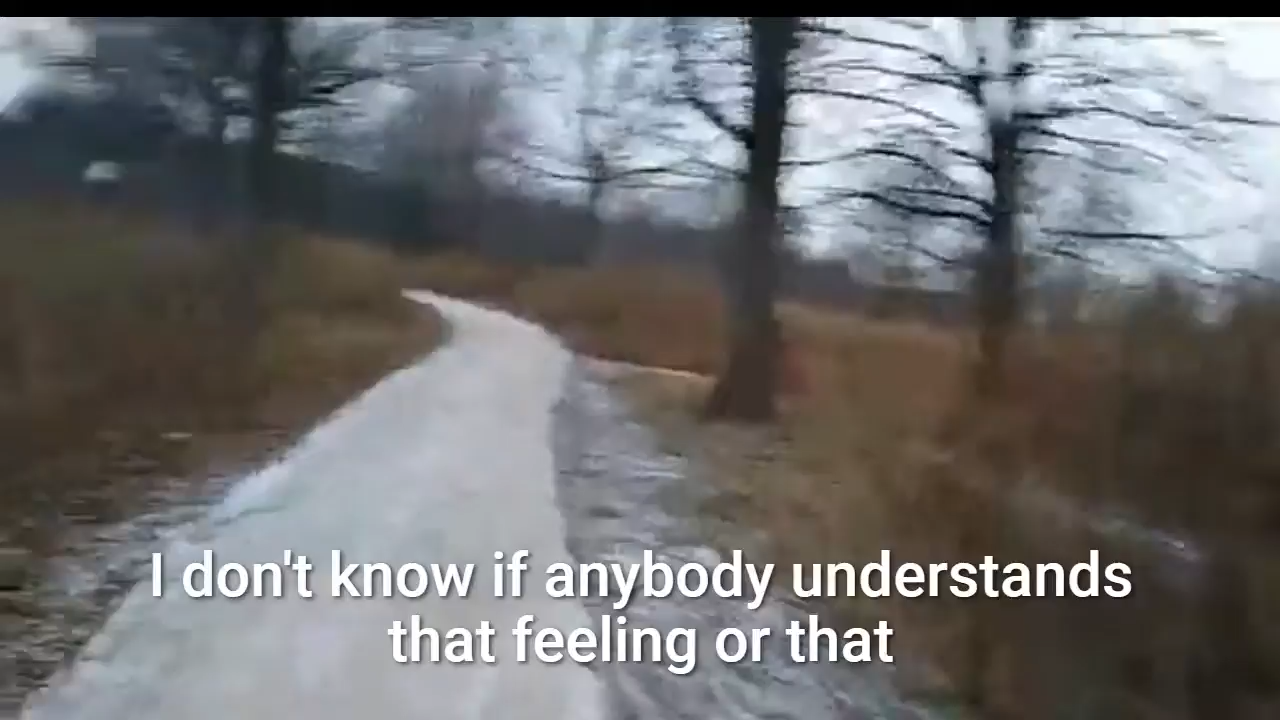 I don't know if anybody understands
that feeling or that